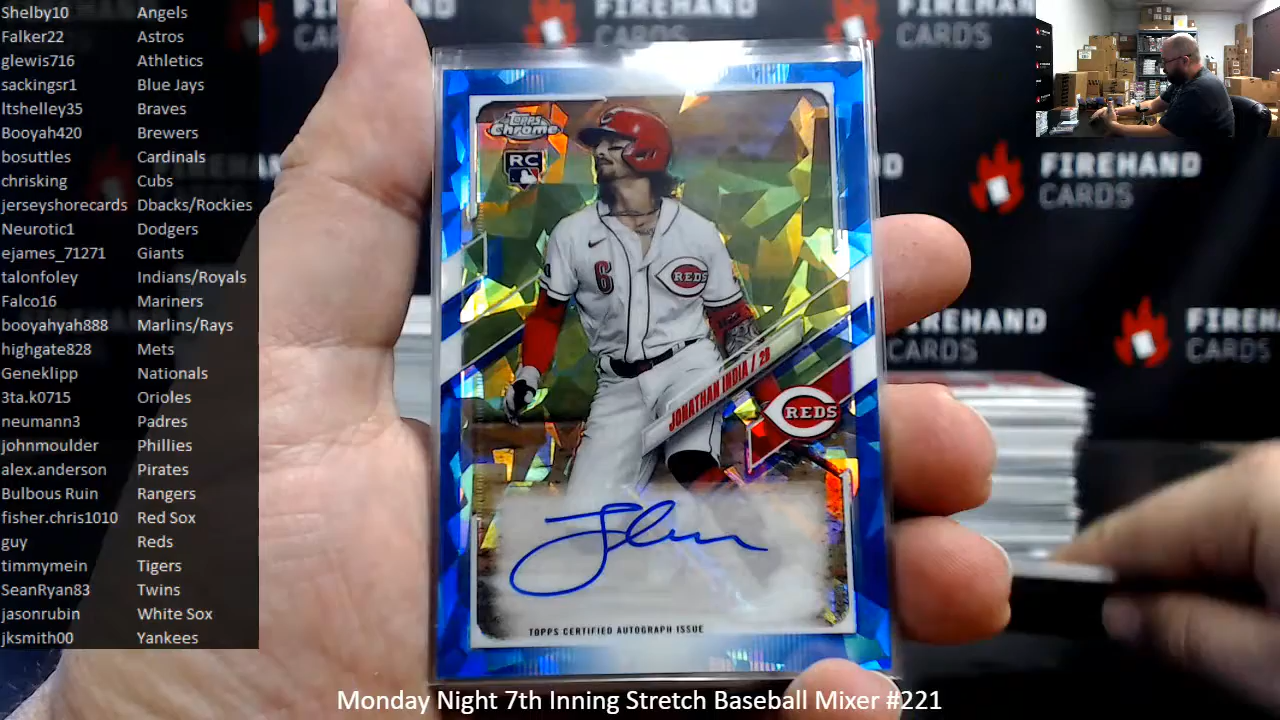 Shelby10 Angels
Falker22 Astros
glewis716 Athletics
sackingsr1 Blue Jays
ltshelley35 Braves
Booyah420 Brewers
bosuttles Cardinals
chrisking Cubs
jerseyshorecards Dbacks/Rockies
Neurotic1 Dodgers
ejames_71271 Giants
talonfoley Indians/Royals
Falco16 Mariners
booyahyah888 Marlins/Rays
highgate828 Mets
Geneklipp Nationals
3ta.k0715 Orioles
neumann3 Padres
johnmoulder Phillies
alex.anderson Pirates
Bulbous Ruin Rangers
fisher.chris1010 Red Sox
guy Reds
timmymein Tigers
SeanRyan83 Twins
jasonrubin White Sox
jksmith00 Yankees
FIREHAND
CARDS
FIREHAND
CARDS
FIREHAND
CARDS
FIREHAND
CARDS
Topps
Chrome
RC
6
REDS
JONATHAN INDIA / 2B
REDS
TOPPS CERTIFIED AUTOGRAPH ISSUE
Monday Night 7th Inning Stretch Baseball Mixer #221